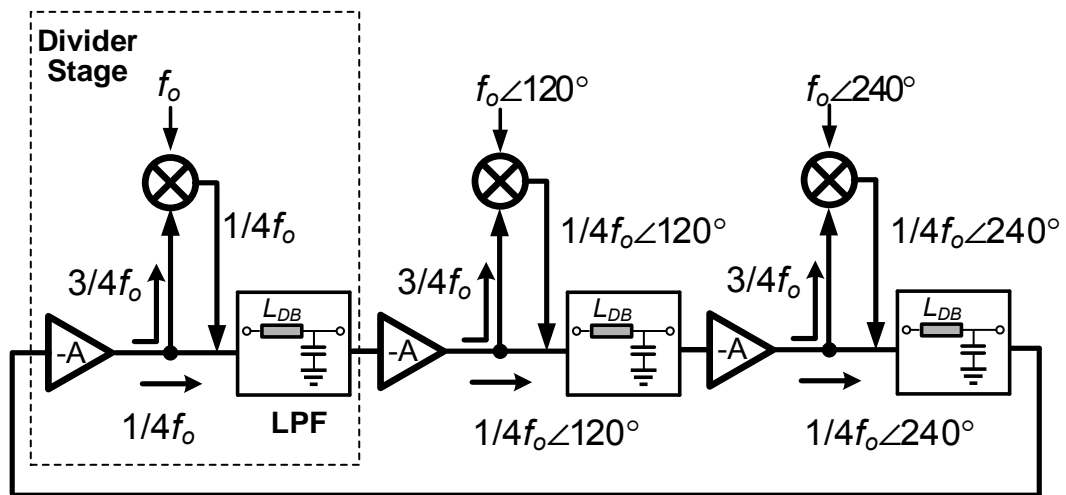 Divider
Stage
fo
fo∠120°
fo∠240°
1/4fo
1/4fo∠120°
1/4fo∠240°
3/4fo
3/4fo
3/4fo
LDB
LDB
LDB
-A
-A
-A
1/4fo
LPF
1/4fo∠120°
1/4fo∠240°